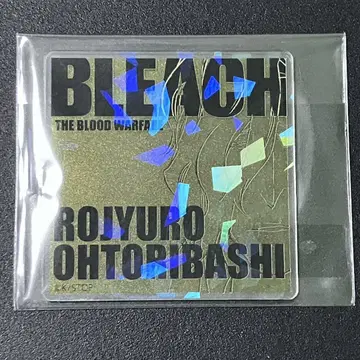 BLEACH
THE BLOOD WARFARE
ROJYURO
OHTORIBASHI